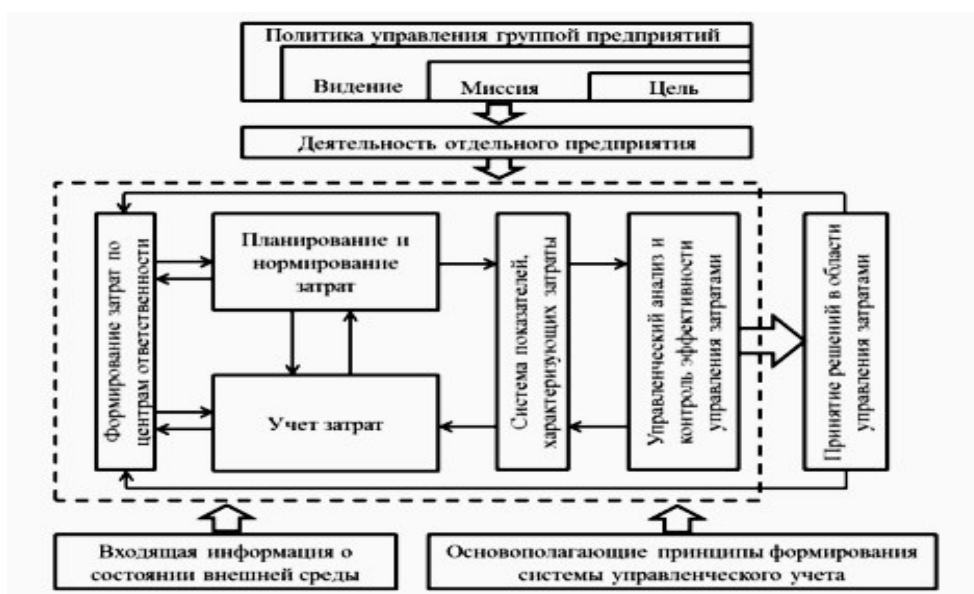 Политика управления группой предприятий
Видение
Миссия
Цель
Деятельность отдельного предприятия
Формирование затрат по
центрам ответственности
Планирование и
нормирование
затрат
Учет затрат
Система показателей,
характеризующих затраты
Управленческий анализ и
контроль эффективности
управления затратами
Принятие решений в области
управления затратами
Входящая информация о
состоянии внешней среды
Основополагающие принципы формирования
системы управленческого учета